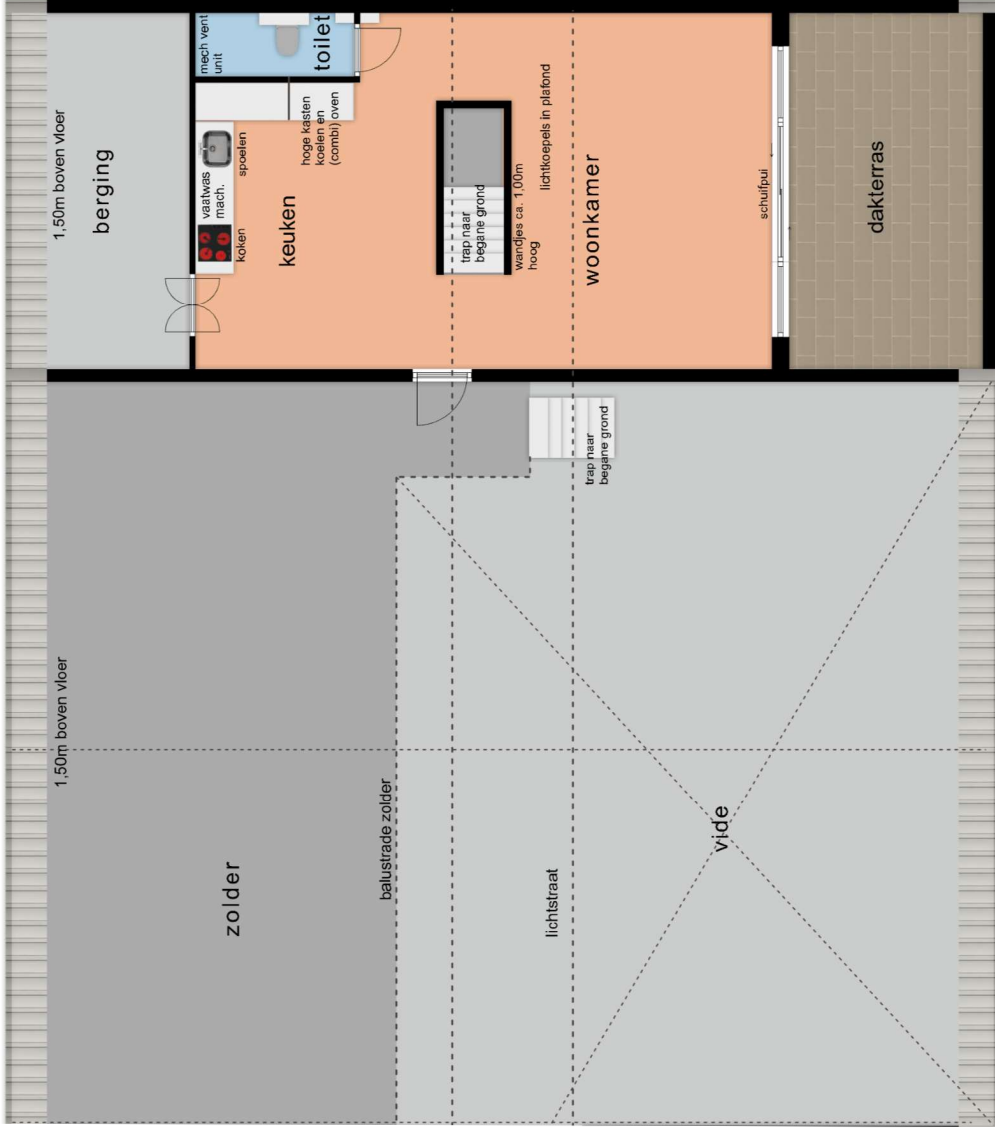 1,50m boven vloer
berging
mech vent
unit
toilet
hoge kasten
koelen en
(combi) oven
spoelen
vaatwas
mach.
koken
keuken
trap naar
begane grond
wandjes ca. 1,00m
hoog
lichtkoepels in plafond
woonkamer
schuifpui
dakterras
trap naar
begane grond
1,50m boven vloer
zolder
balustrade zolder
lichtstraat
vide